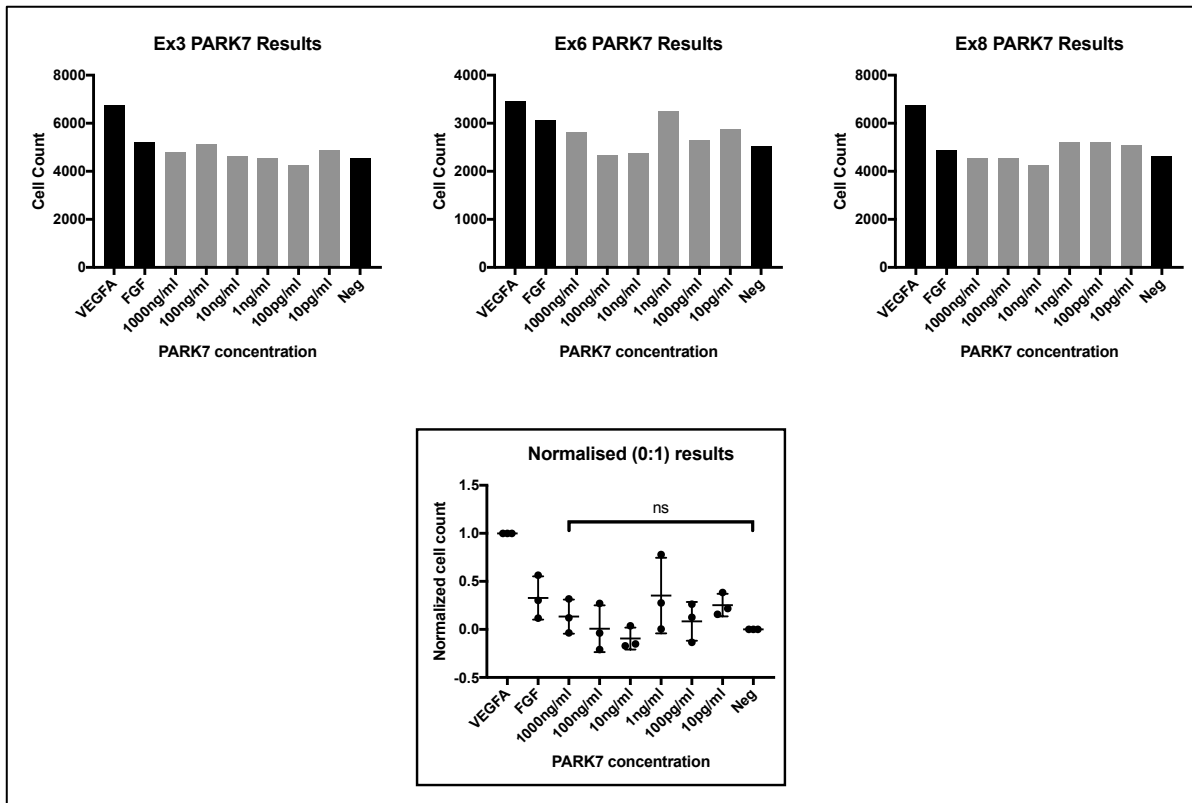 Ex3 PARK7 Results
8000
6000
4000
2000
0
Cell Count
VEGFA
FGF
1000ng/ml
100ng/ml
10ng/ml
1ng/ml
100pg/ml
10pg/ml
Neg
PARK7 concentration
Ex6 PARK7 Results
4000
3000
2000
1000
0
Cell Count
VEGFA
FGF
1000ng/ml
100ng/ml
10ng/ml
1ng/ml
100pg/ml
10pg/ml
Neg
PARK7 concentration
Ex8 PARK7 Results
8000
6000
4000
2000
0
Cell Count
VEGFA
FGF
1000ng/ml
100ng/ml
10ng/ml
1ng/ml
100pg/ml
10pg/ml
Neg
PARK7 concentration
Normalised (0:1) results
1.5
1.0
0.5
0.0
-0.5
Normalized cell count
ns
VEGFA
FGF
1000ng/ml
100ng/ml
10ng/ml
1ng/ml
100pg/ml
10pg/ml
Neg
PARK7 concentration